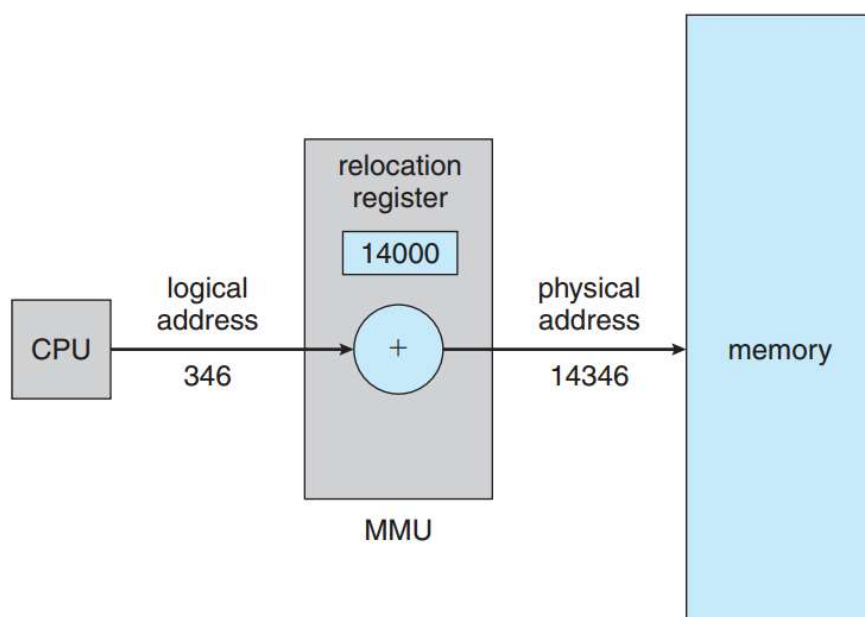 relocation
register
14000
logical
address
physical
address
CPU
+
memory
346
14346
MMU